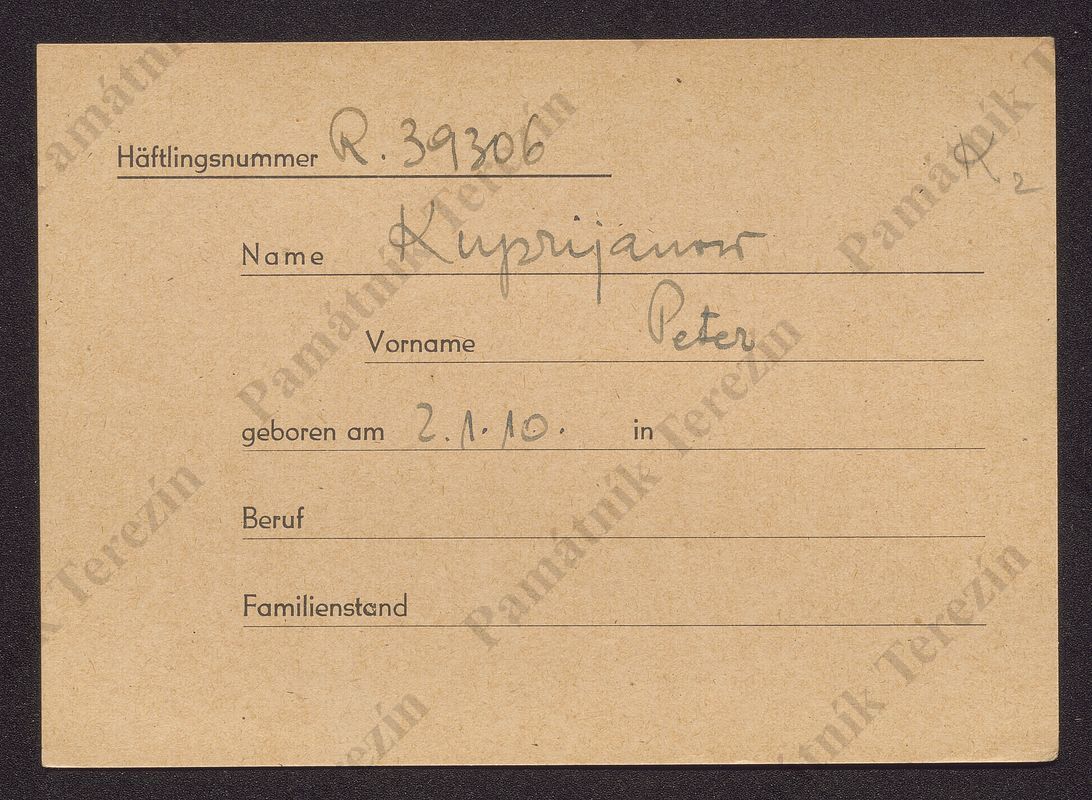 Häftlingsnummer R. 39306
K 2
Name Kuprijanow
Vorname Peter
geboren am 2.1.10. in
Beruf
Familienstand
Památník Terezín